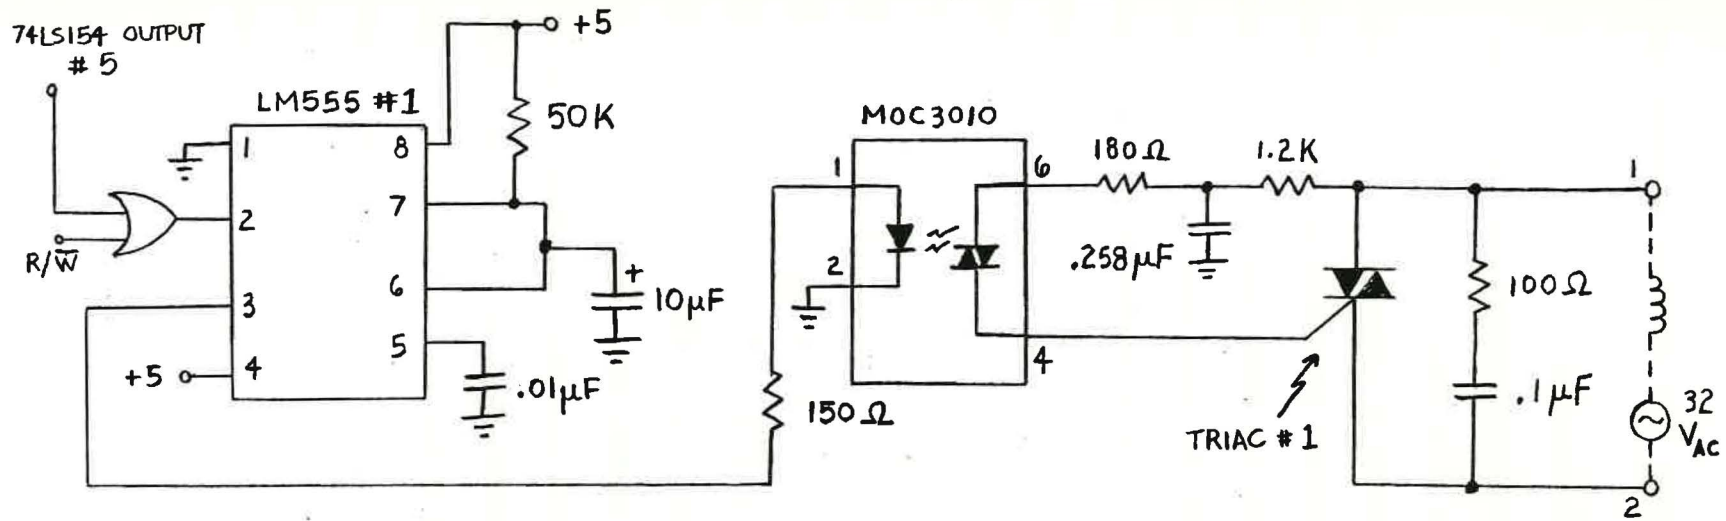 74LS154 OUTPUT
# 5
R/W̅
LM555 #1
1
2
3
4
8
7
6
5
+5
+5
50K
+
10µF
.01µF
150Ω
MOC3010
1
2
6
4
180Ω
1.2K
.258µF
TRIAC #1
100Ω
.1µF
1
32
VAC
2